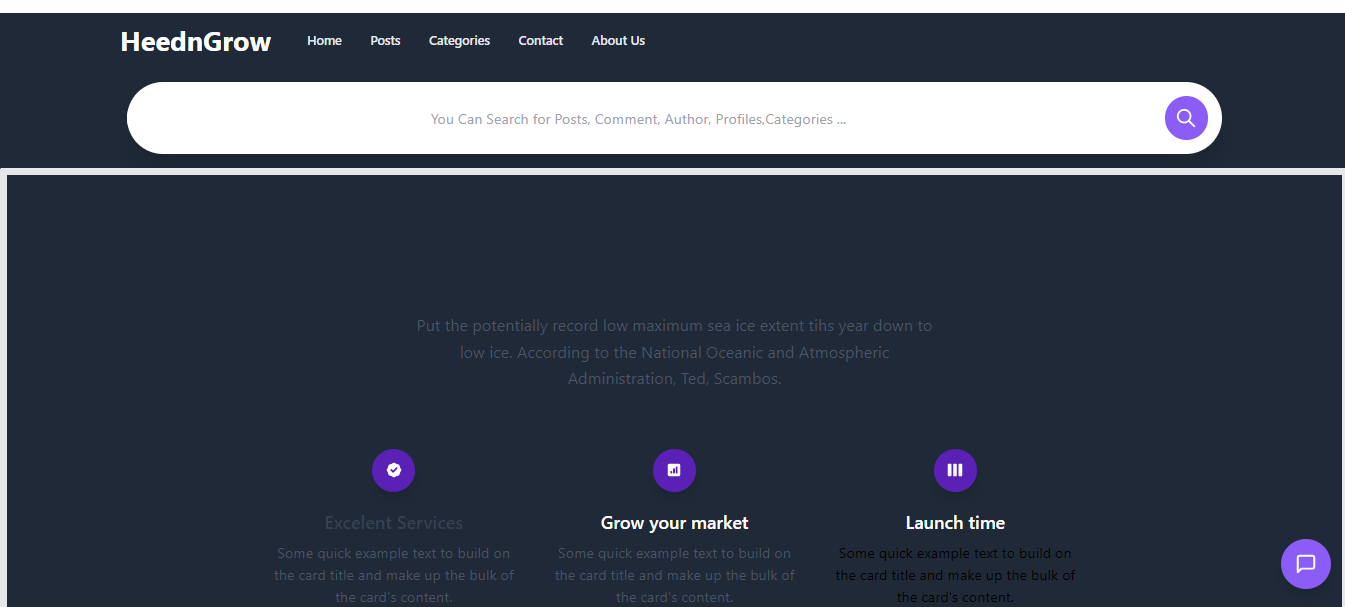 HeednGrow Home Posts Categories Contact About Us
You Can Search for Posts, Comment, Author, Profiles,Categories ...
Put the potentially record low maximum sea ice extent tihs year down to
low ice. According to the National Oceanic and Atmospheric
Administration, Ted, Scambos.
Excelent Services
Some quick example text to build on
the card title and make up the bulk of
the card's content.
Grow your market
Some quick example text to build on
the card title and make up the bulk of
the card's content.
Launch time
Some quick example text to build on
the card title and make up the bulk of
the card's content.